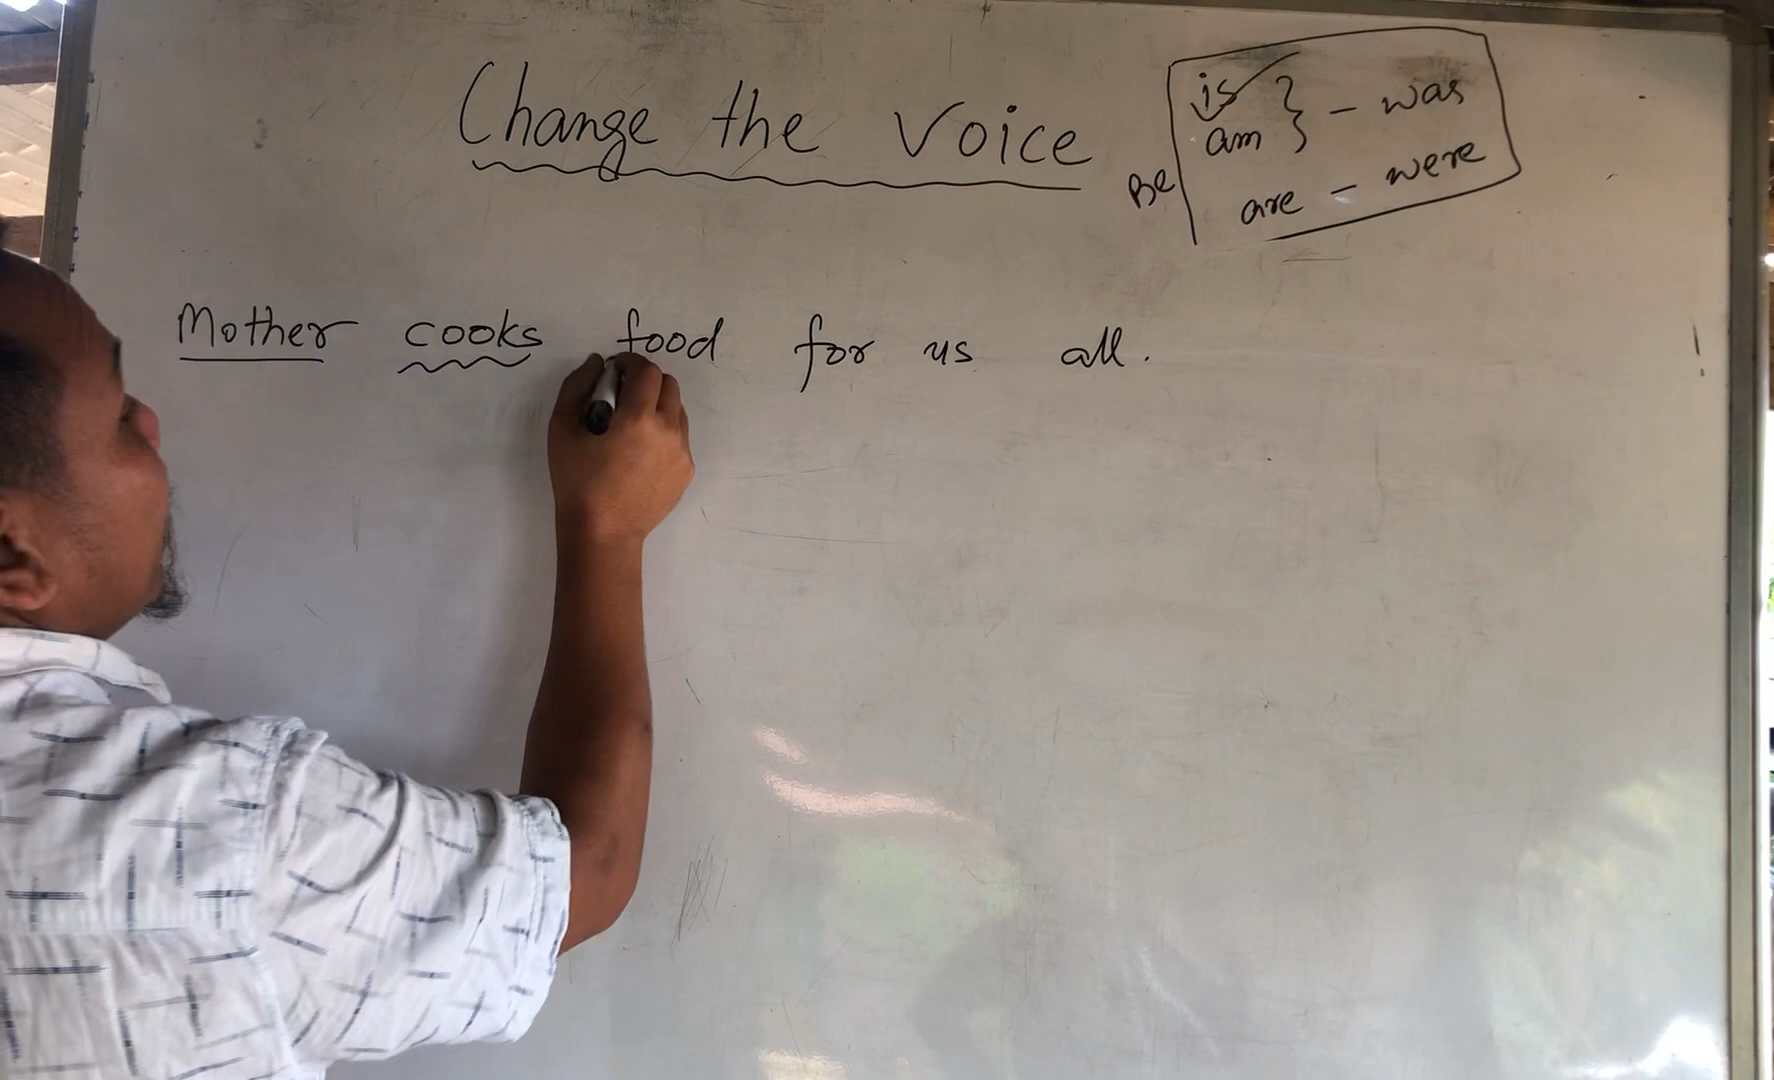 Change the Voice
is } - was
am
Be are - were
Mother cooks food for us all.